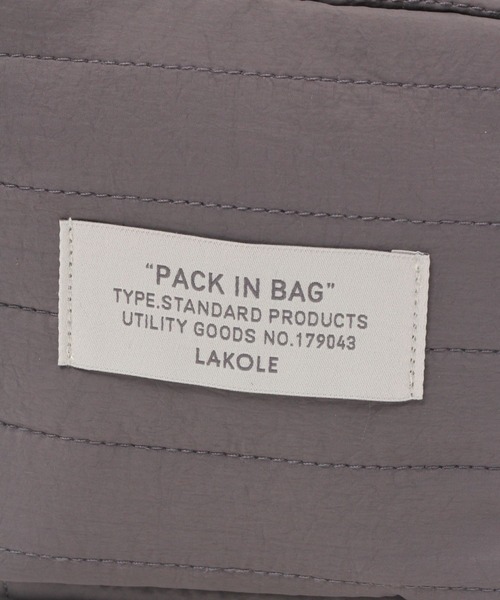 “PACK IN BAG”
TYPE.STANDARD PRODUCTS
UTILITY GOODS NO.179043
LAKOLE